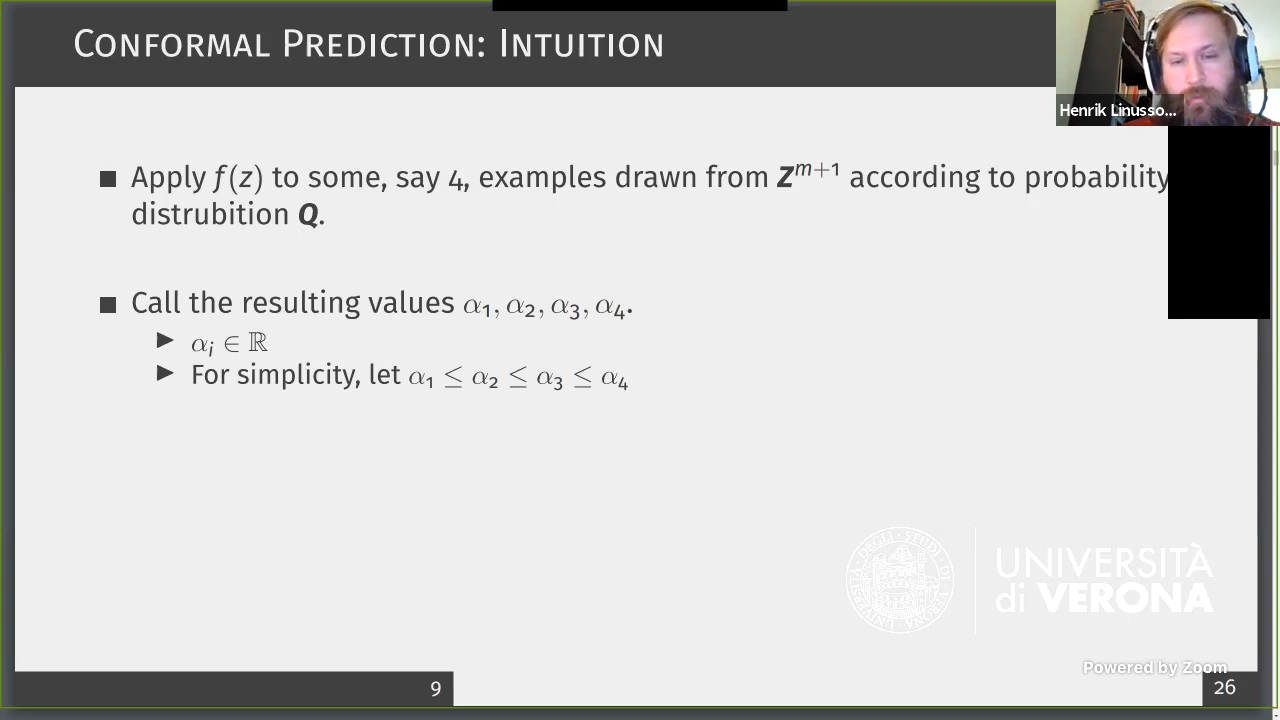 CONFORMAL PREDICTION: INTUITION
Henrik Linusso...
■ Apply f(z) to some, say 4, examples drawn from Z^{m+1} according to probability
distrubition Q.
■ Call the resulting values α₁, α₂, α₃, α₄.
▶ αᵢ ∈ ℝ
▶ For simplicity, let α₁ ≤ α₂ ≤ α₃ ≤ α₄
UNIVERSITÀ
di VERONA
Powered by Zoom
9
26